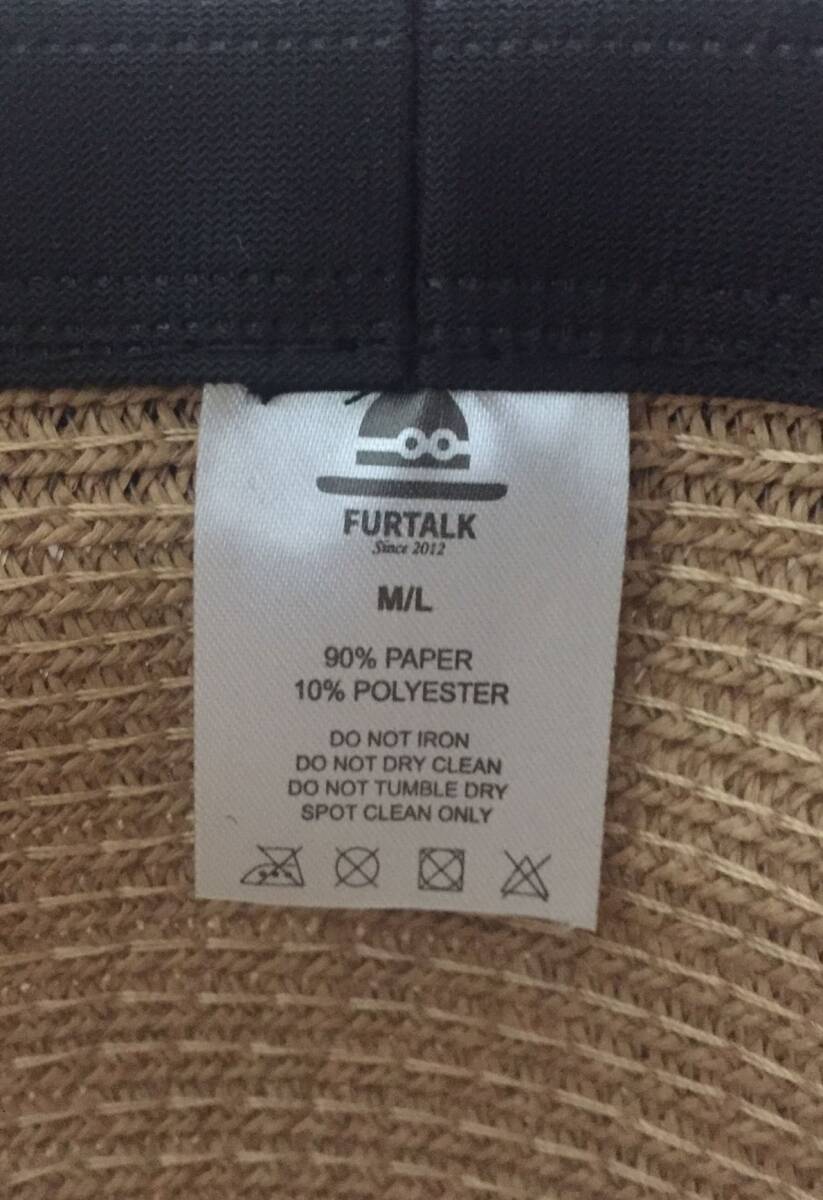 FURTALK
Since 2012
M/L
90% PAPER
10% POLYESTER
DO NOT IRON
DO NOT DRY CLEAN
DO NOT TUMBLE DRY
SPOT CLEAN ONLY